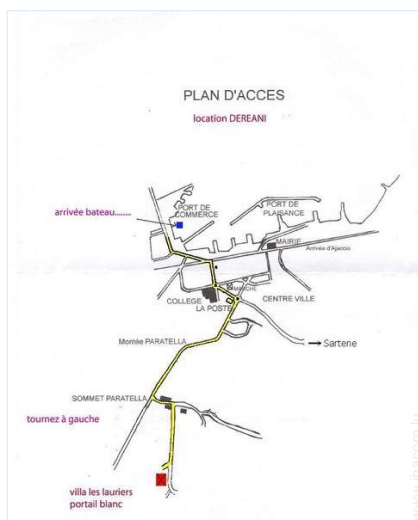 PLAN D'ACCES
location DEREANI
arrivée bateau........
PORT DE
COMMERCE
PORT DE
PLAISANCE
MAIRIE
Arrivée d'Ajaccio
COLLEGE
LA POSTE
CENTRE VILLE
Montée PARATELLA
Sartene
SOMMET PARATELLA
tournez à gauche
villa les lauriers
portail blanc